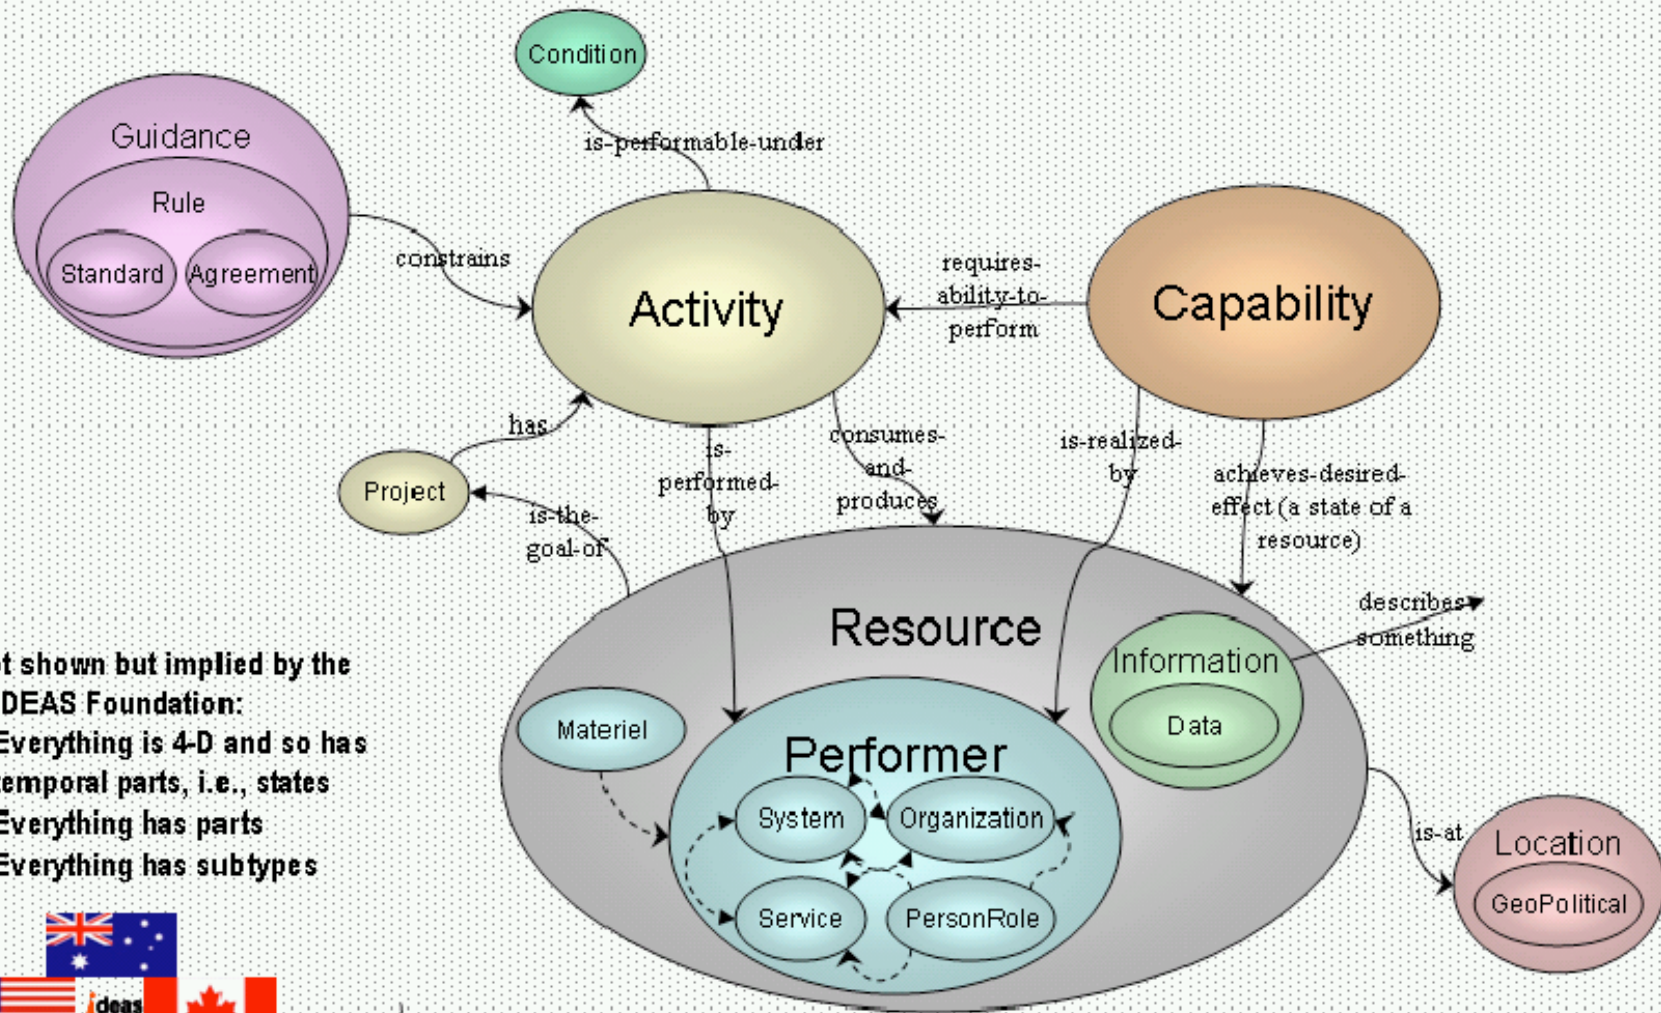 Condition
is-performable-under
Guidance
Rule
Standard
Agreement
constrains
Activity
requires-
ability-to-
perform
Capability
has
Project
is-the-
goal-of
is-
performed-
by
consumes-
and-
produces
is-realized-
by
achieves-desired-
effect (a state of a
resource)
Resource
describes
something
Information
Data
Materiel
Performer
System
Organization
Service
PersonRole
is-at
Location
GeoPolitical
shown but implied by the
DEAS Foundation:
Everything is 4-D and so has
temporal parts, i.e., states
Everything has parts
Everything has subtypes
ideas